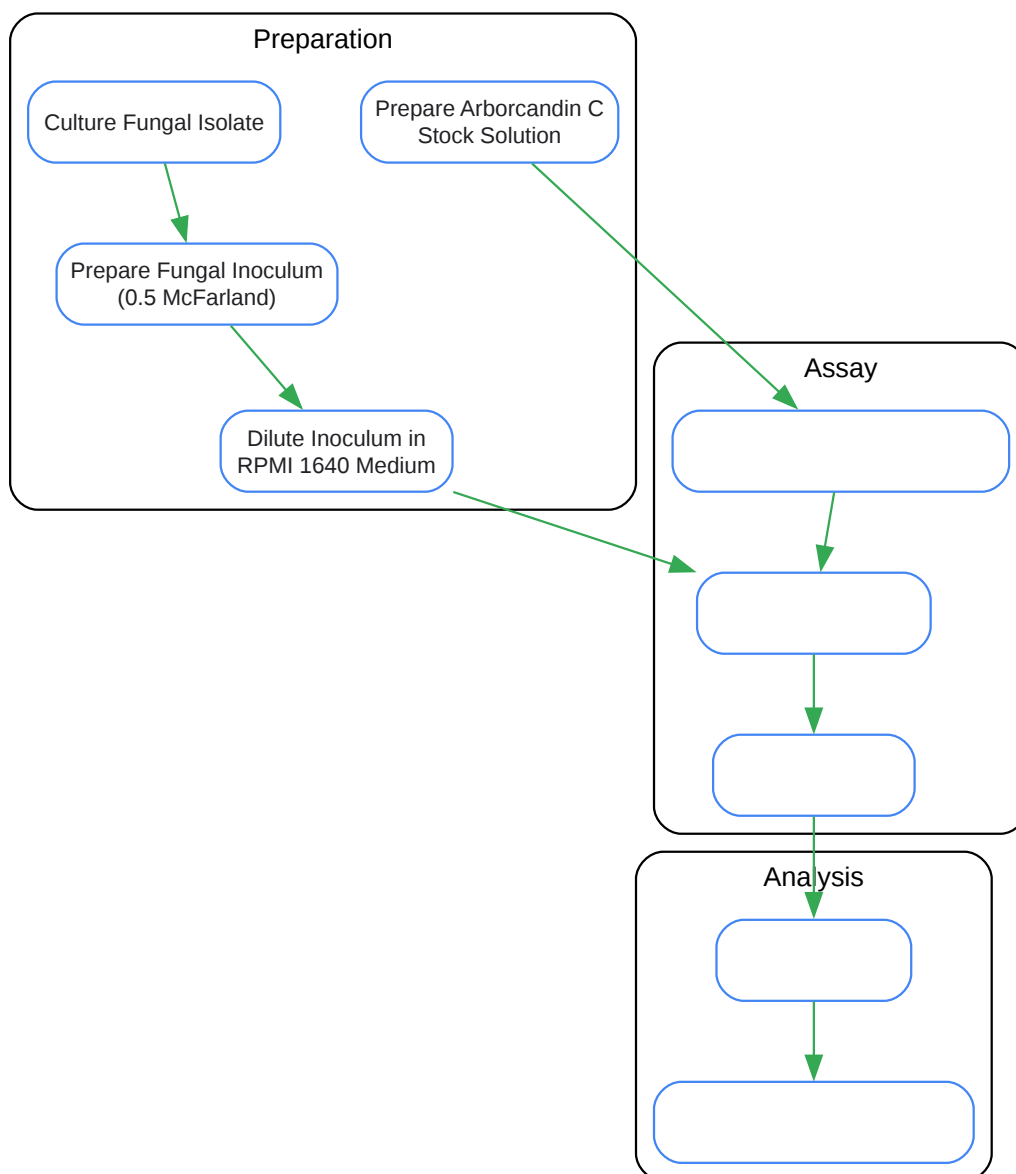 Preparation
Culture Fungal Isolate
Prepare Arborcandin C
Stock Solution
Prepare Fungal Inoculum
(0.5 McFarland)
Dilute Inoculum in
RPMI 1640 Medium
Assay
Analysis